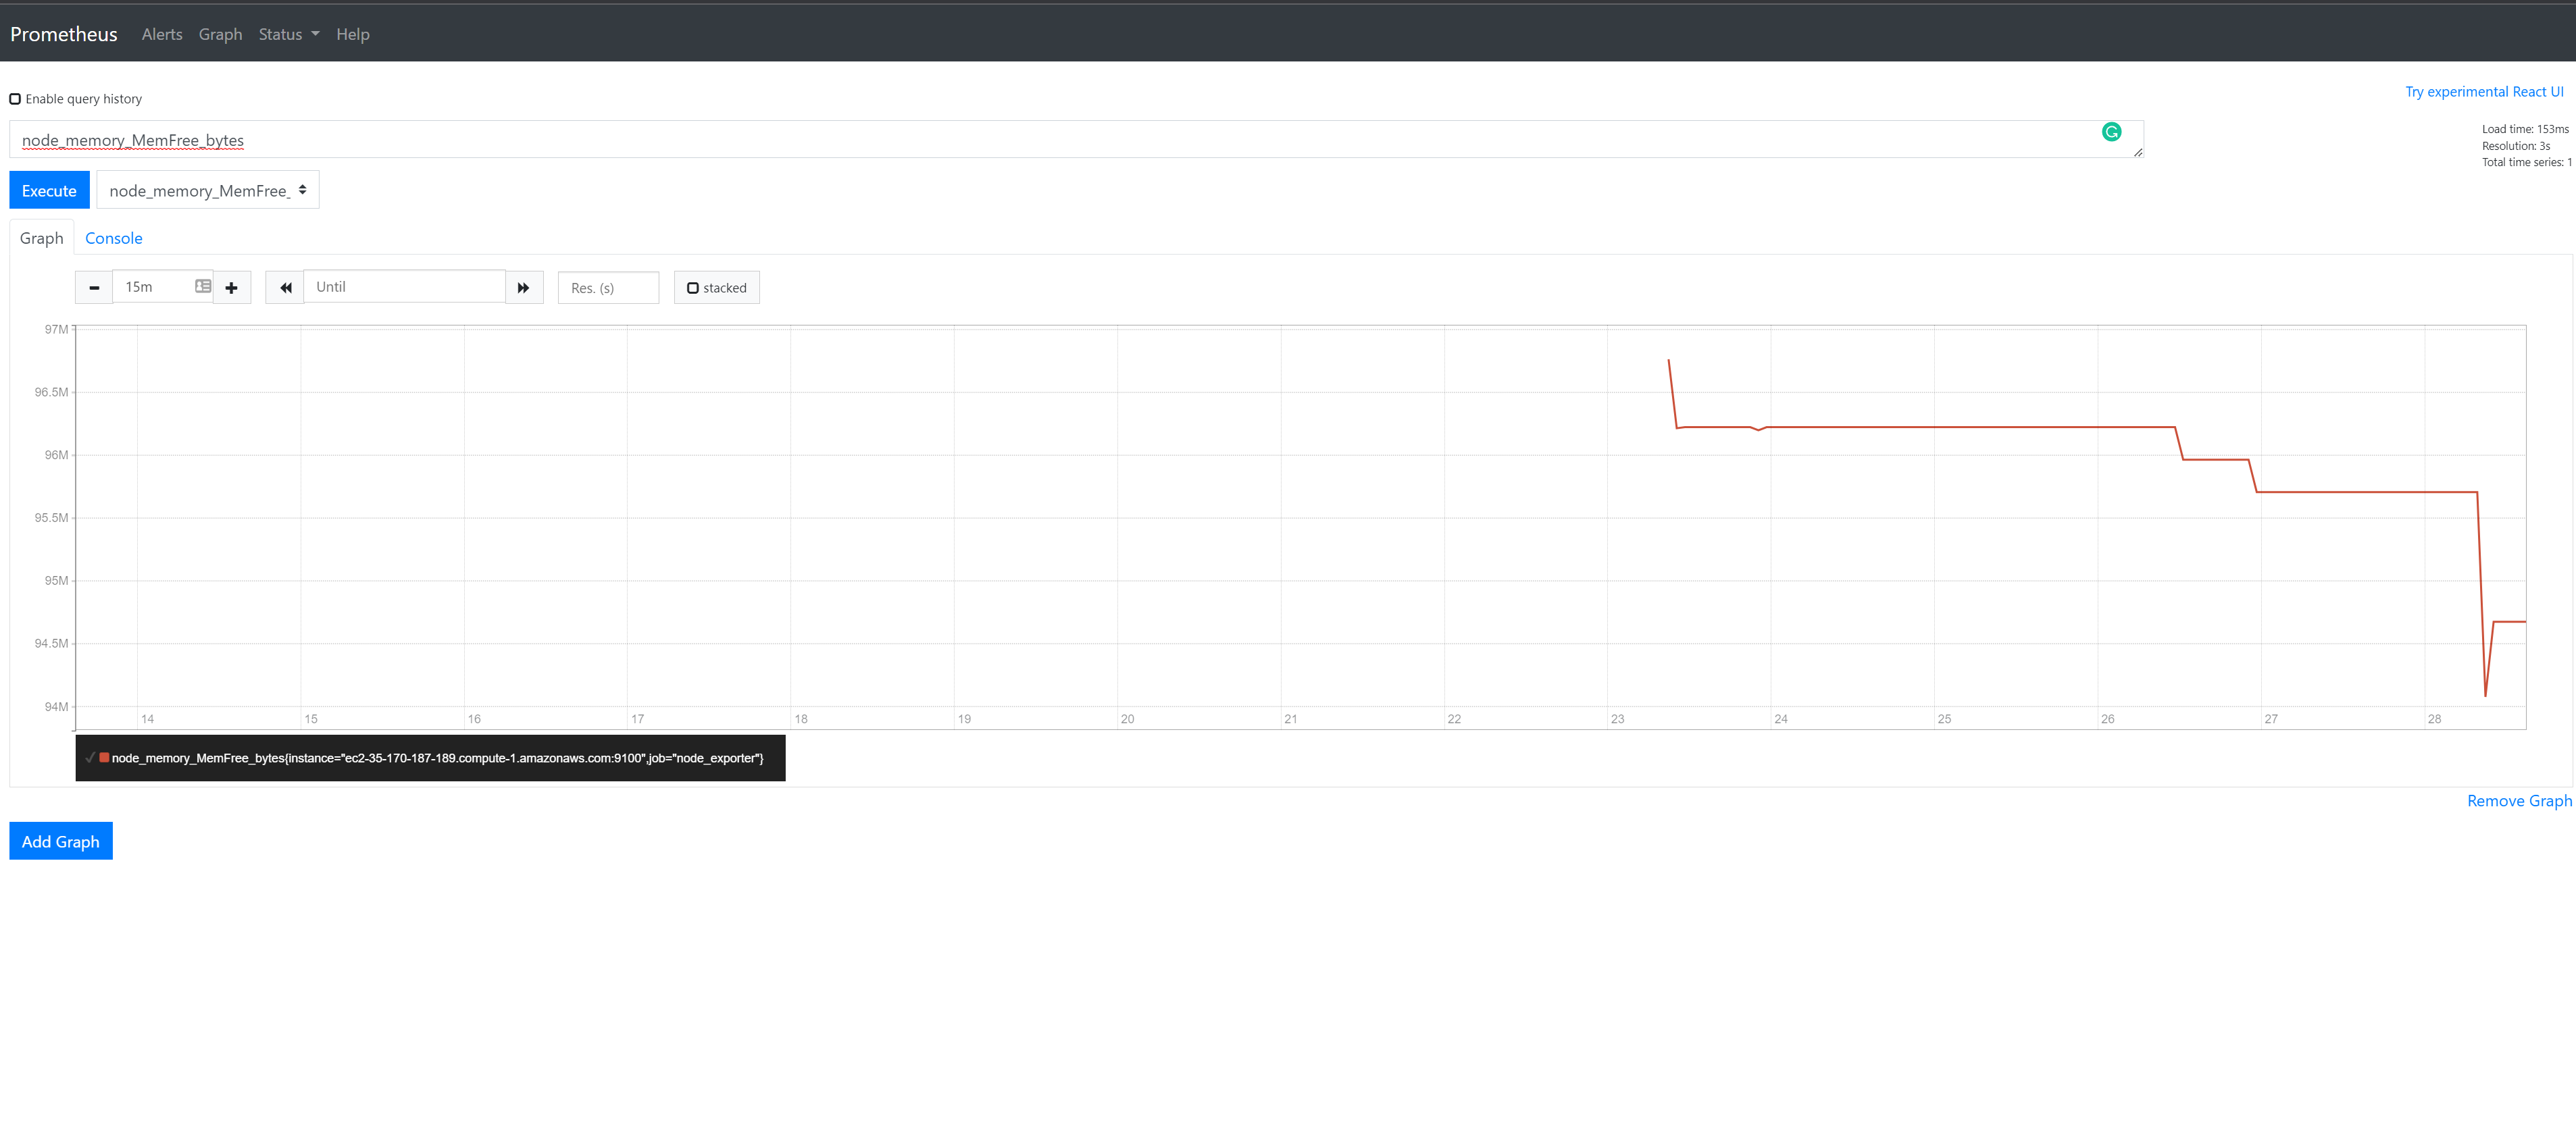 Prometheus Alerts Graph Status Help
Enable query history
Try experimental React UI
node_memory_MemFree_bytes
Load time: 153ms
Resolution: 3s
Total time series: 1
Execute node_memory_MemFree_
Graph Console
15m Until Res. (s) stacked
97M
96.5M
96M
95.5M
95M
94.5M
94M
14 15 16 17 18 19 20 21 22 23 24 25 26 27 28
node_memory_MemFree_bytes{instance="ec2-35-170-187-189.compute-1.amazonaws.com:9100",job="node_exporter"}
Remove Graph
Add Graph